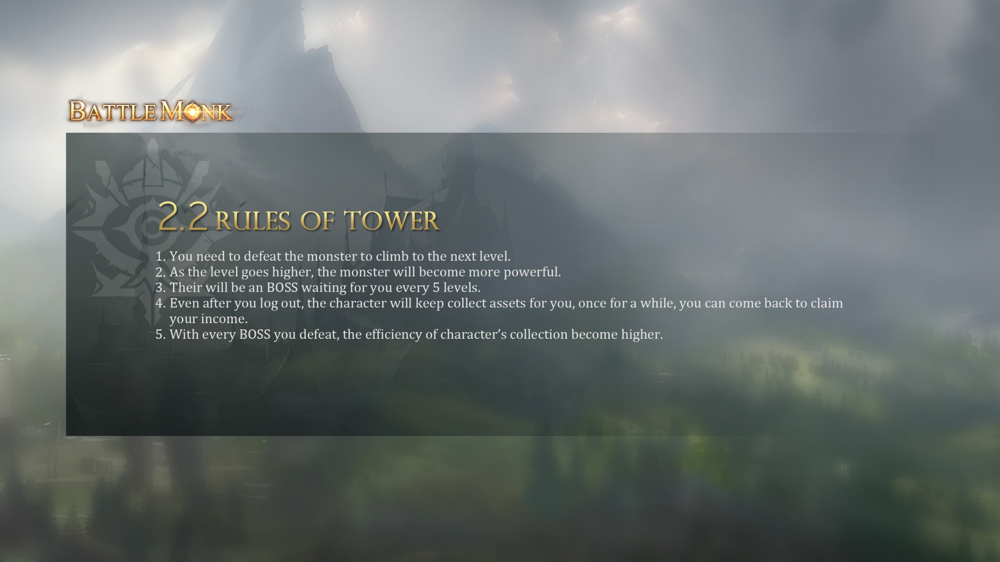 BATTLE MONK
2.2 RULES OF TOWER
1. You need to defeat the monster to climb to the next level.
2. As the level goes higher, the monster will become more powerful.
3. Their will be an BOSS waiting for you every 5 levels.
4. Even after you log out, the character will keep collect assets for you, once for a while, you can come back to claim
your income.
5. With every BOSS you defeat, the efficiency of character’s collection become higher.